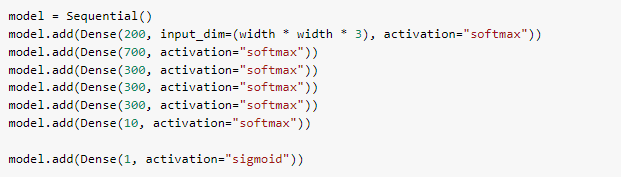 model = Sequential()
model.add(Dense(200, input_dim=(width * width * 3), activation="softmax"))
model.add(Dense(700, activation="softmax"))
model.add(Dense(300, activation="softmax"))
model.add(Dense(300, activation="softmax"))
model.add(Dense(300, activation="softmax"))
model.add(Dense(10, activation="softmax"))
model.add(Dense(1, activation="sigmoid"))